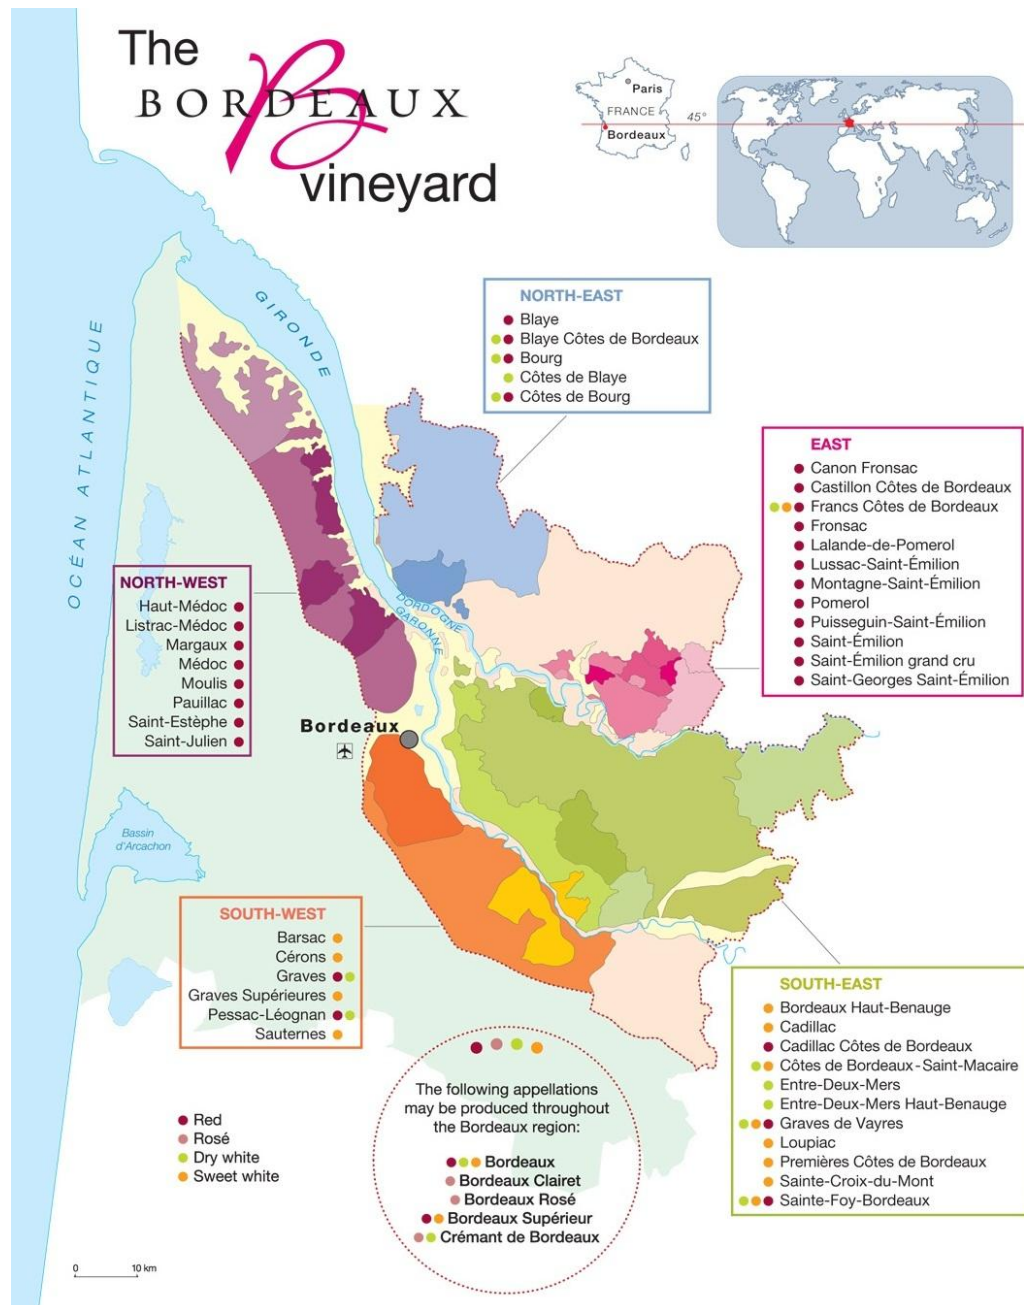 The
BORDEAUX
vineyard
Paris
FRANCE
45°
Bordeaux
GIRONDE
OCÉAN ATLANTIQUE
NORTH-EAST
Blaye
Blaye Côtes de Bordeaux
Bourg
Côtes de Blaye
Côtes de Bourg
EAST
Canon Fronsac
Castillon Côtes de Bordeaux
Francs Côtes de Bordeaux
Fronsac
Lalande-de-Pomerol
Lussac-Saint-Émilion
Montagne-Saint-Émilion
Pomerol
Puisseguin-Saint-Émilion
Saint-Émilion
Saint-Émilion grand cru
Saint-Georges Saint-Émilion
NORTH-WEST
Haut-Médoc
Listrac-Médoc
Margaux
Médoc
Moulis
Pauillac
Saint-Estèphe
Saint-Julien
DORDOGNE
GARONNE
Bordeaux
Bassin
d'Arcachon
SOUTH-WEST
Barsac
Cérons
Graves
Graves Supérieures
Pessac-Léognan
Sauternes
SOUTH-EAST
Bordeaux Haut-Benauge
Cadillac
Cadillac Côtes de Bordeaux
Côtes de Bordeaux-Saint-Macaire
Entre-Deux-Mers
Entre-Deux-Mers Haut-Benauge
Graves de Vayres
Loupiac
Premières Côtes de Bordeaux
Sainte-Croix-du-Mont
Sainte-Foy-Bordeaux
The following appellations
may be produced throughout
the Bordeaux region:
Bordeaux
Bordeaux Clairet
Bordeaux Rosé
Bordeaux Supérieur
Crémant de Bordeaux
Red
Rosé
Dry white
Sweet white
0 10 km